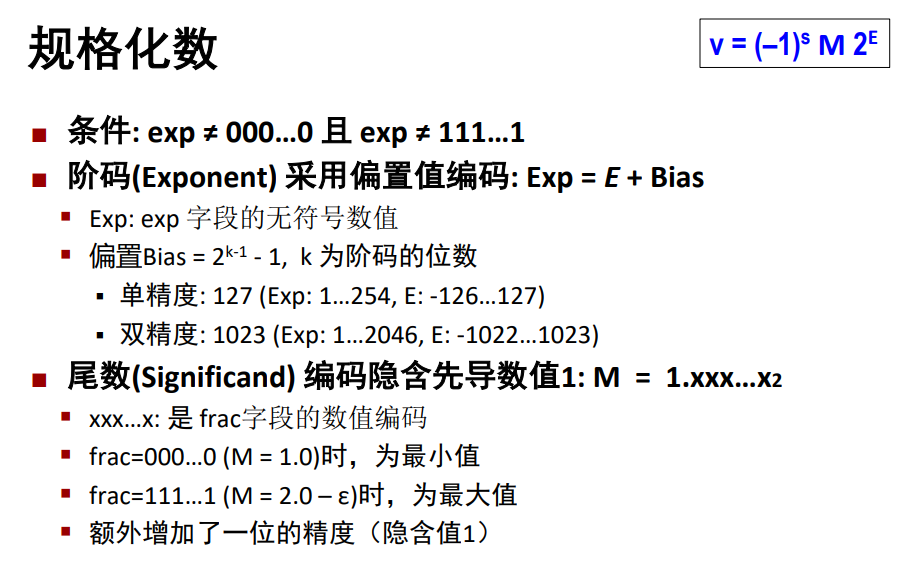 规格化数
v = (–1)ˢ M 2ᴱ
条件: exp ≠ 000…0 且 exp ≠ 111…1
阶码(Exponent) 采用偏置值编码: Exp = E + Bias
Exp: exp 字段的无符号数值
偏置Bias = 2ᵏ⁻¹ - 1, k 为阶码的位数
单精度: 127 (Exp: 1…254, E: -126…127)
双精度: 1023 (Exp: 1…2046, E: -1022…1023)
尾数(Significand) 编码隐含先导数值1: M = 1.xxx…x₂
xxx…x: 是 frac字段的数值编码
frac=000…0 (M = 1.0)时，为最小值
frac=111…1 (M = 2.0 – ε)时，为最大值
额外增加了一位的精度（隐含值1）